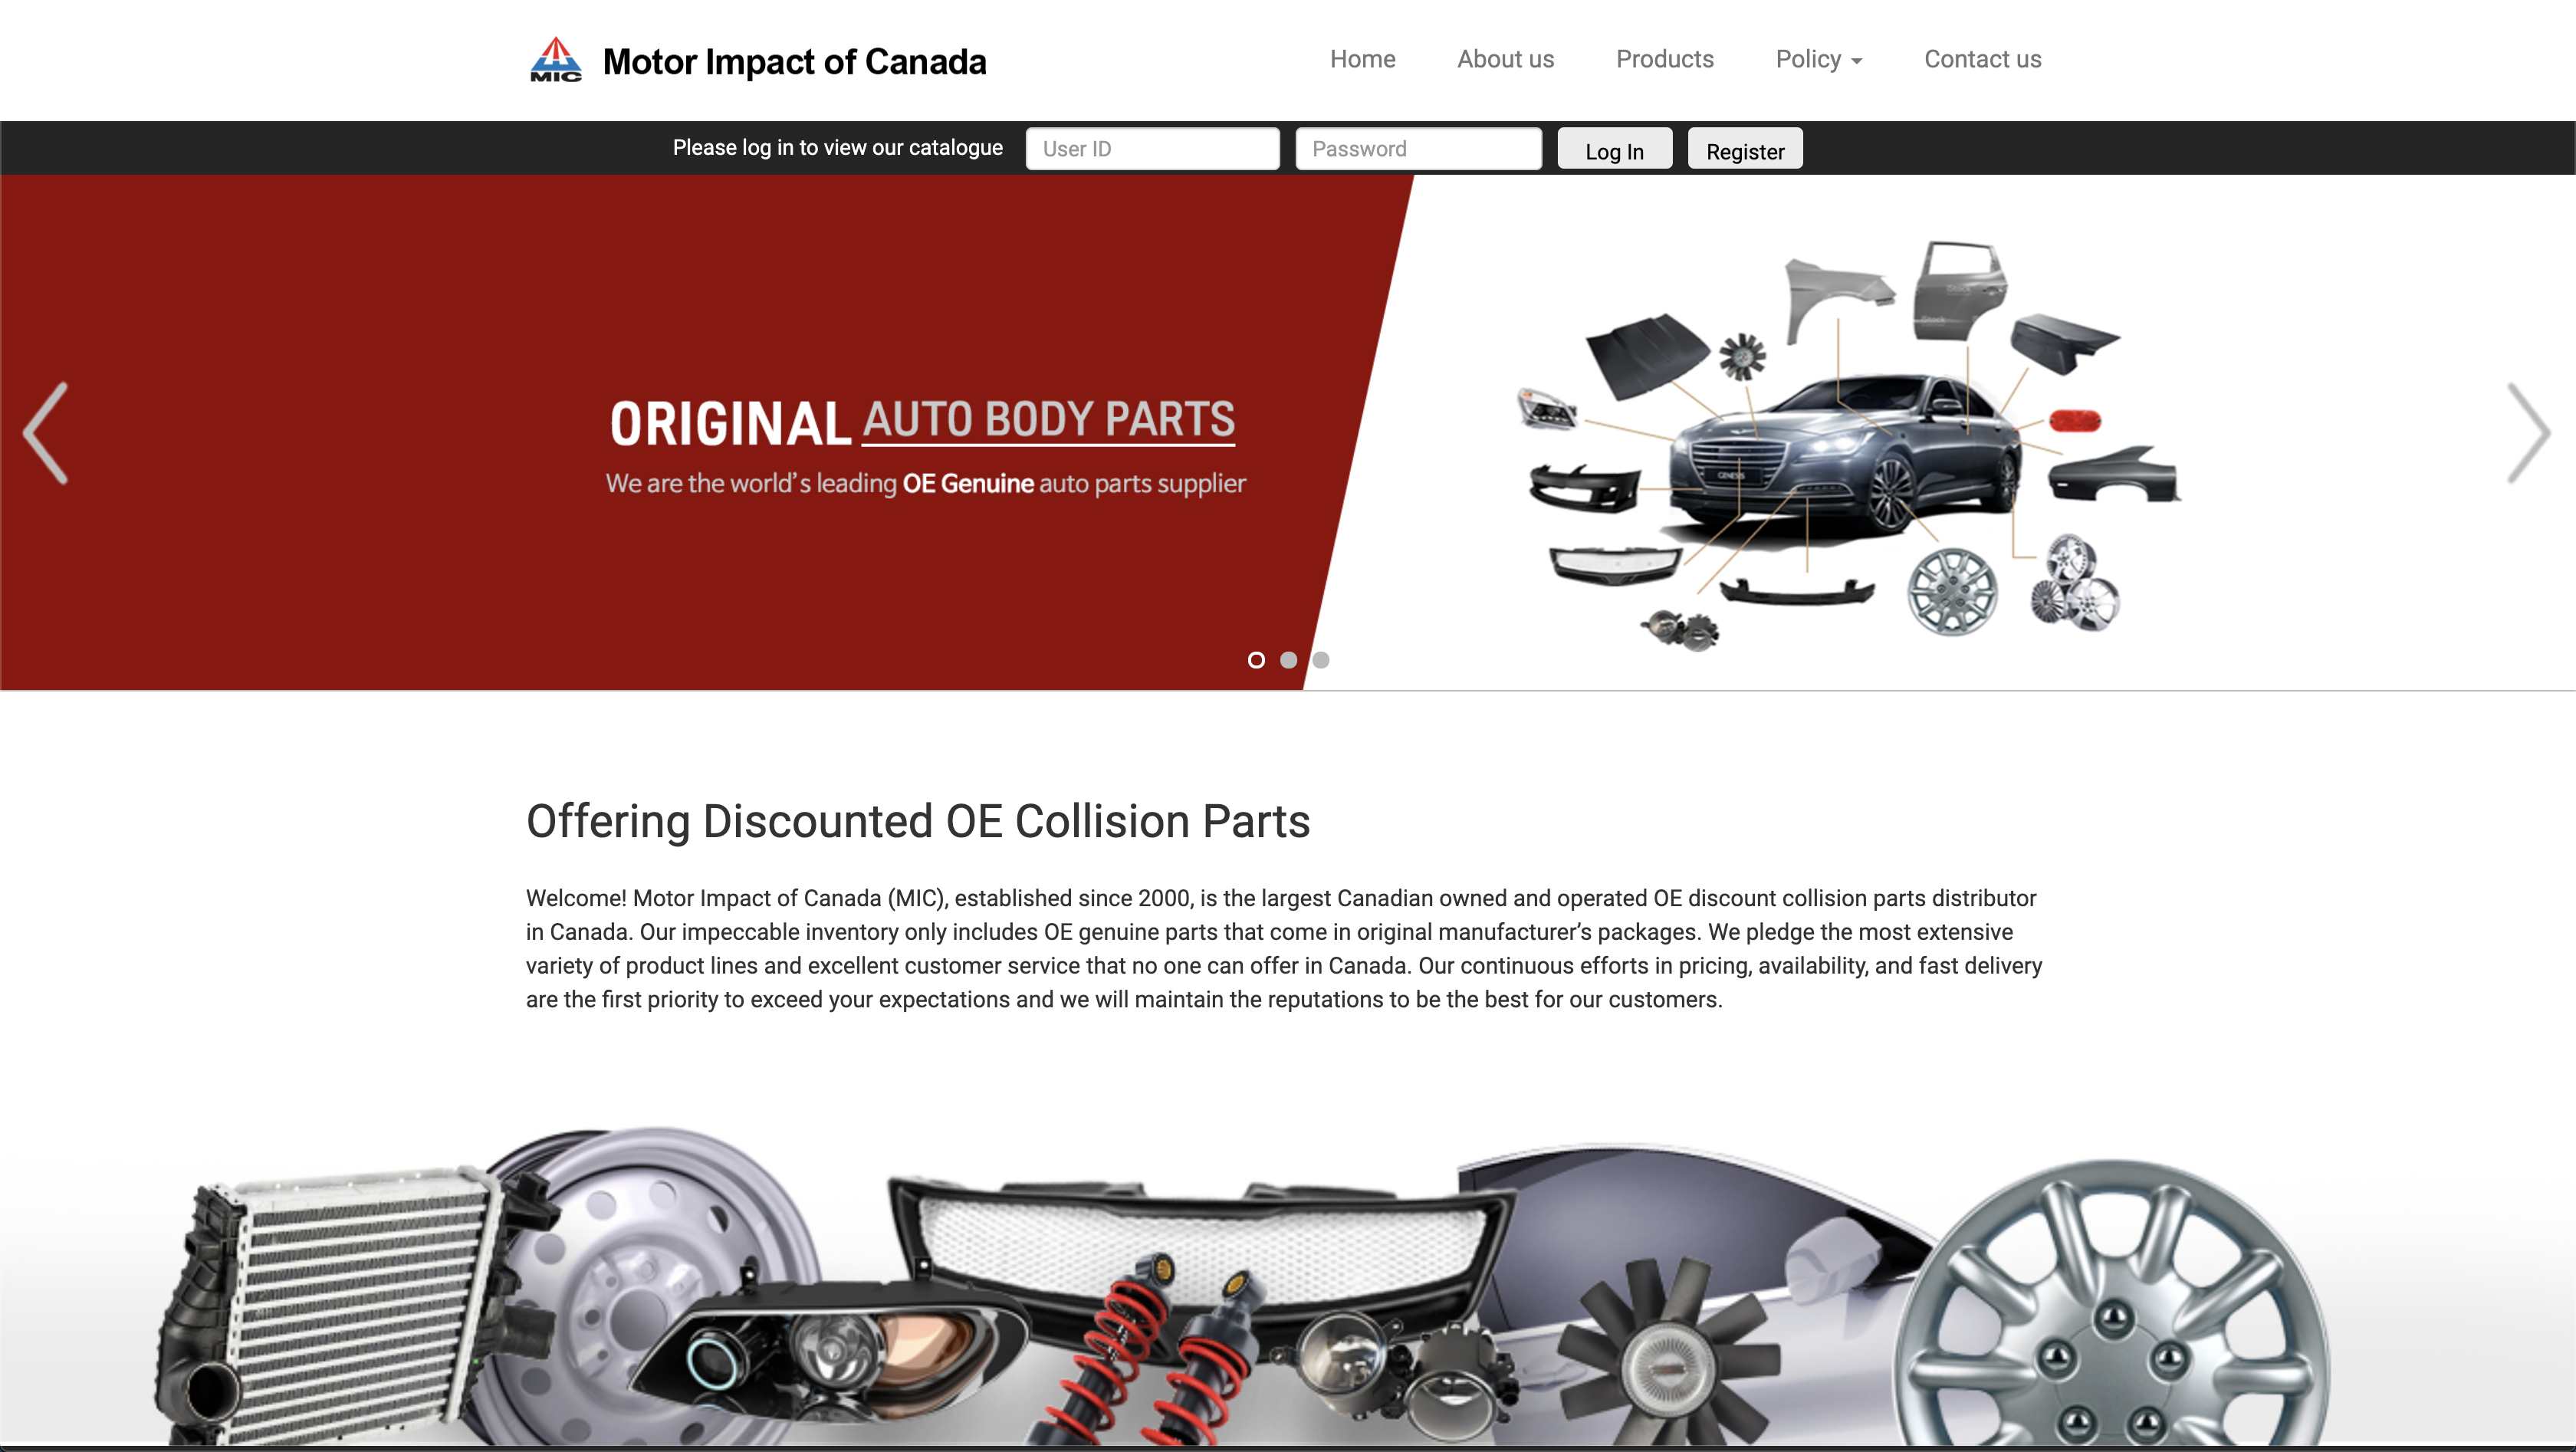 MIC
Motor Impact of Canada
Home
About us
Products
Policy
Contact us
Please log in to view our catalogue
User ID
Password
Log In
Register
ORIGINAL AUTO BODY PARTS
We are the world's leading OE Genuine auto parts supplier
iStock
iStock
GENESIS
Offering Discounted OE Collision Parts
Welcome! Motor Impact of Canada (MIC), established since 2000, is the largest Canadian owned and operated OE discount collision parts distributor
in Canada. Our impeccable inventory only includes OE genuine parts that come in original manufacturer’s packages. We pledge the most extensive
variety of product lines and excellent customer service that no one can offer in Canada. Our continuous efforts in pricing, availability, and fast delivery
are the first priority to exceed your expectations and we will maintain the reputations to be the best for our customers.